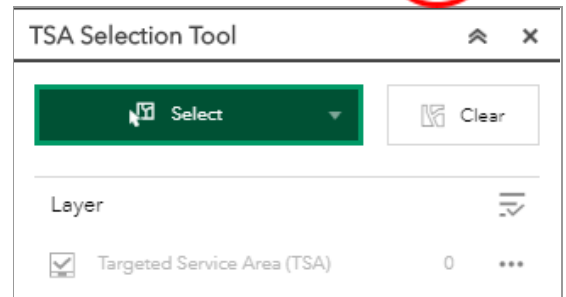 TSA Selection Tool
Select Clear
Layer
Targeted Service Area (TSA) 0